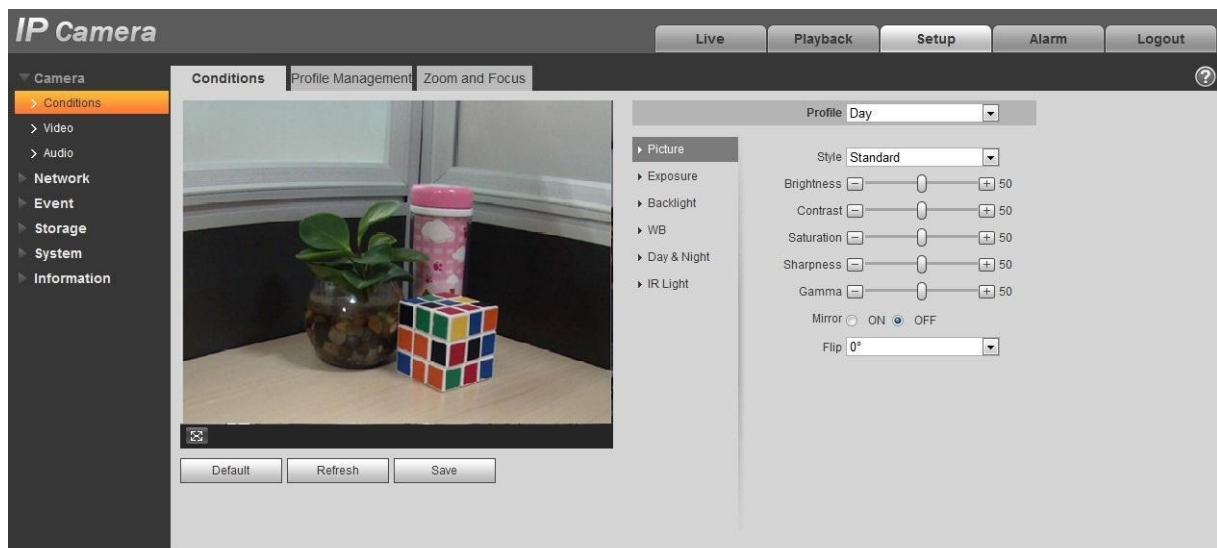 IP Camera
Live
Playback
Setup
Alarm
Logout
Camera
Conditions
Video
Audio
Network
Event
Storage
System
Information
Conditions
Profile Management
Zoom and Focus
?
Default
Refresh
Save
Profile Day
Picture
Exposure
Backlight
WB
Day & Night
IR Light
Style Standard
Brightness 50
Contrast 50
Saturation 50
Sharpness 50
Gamma 50
Mirror ON OFF
Flip 0°